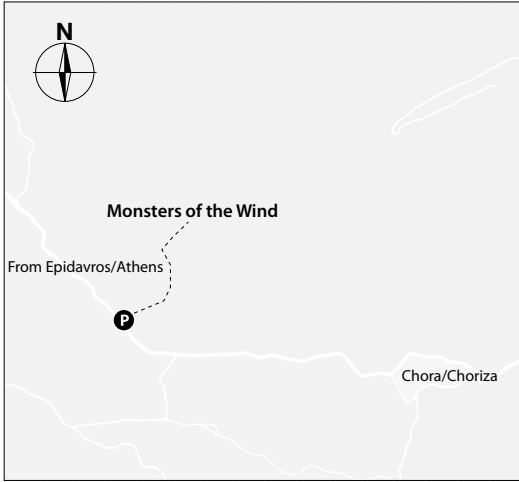 N
Monsters of the Wind
From Epidavros/Athens
P
Chora/Choriza